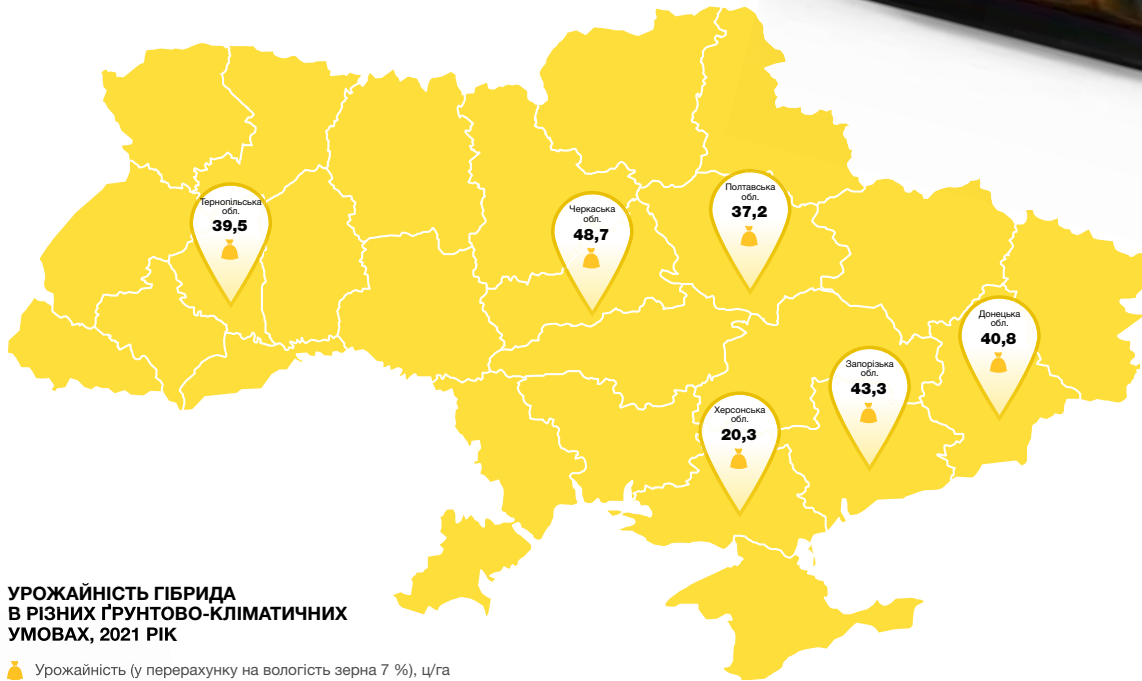 Тернопільська
обл.
39,5
Черкаська
обл.
48,7
Полтавська
обл.
37,2
Донецька
обл.
40,8
Запорізька
обл.
43,3
Херсонська
обл.
20,3
УРОЖАЙНІСТЬ ГІБРИДА
В РІЗНИХ ҐРУНТОВО-КЛІМАТИЧНИХ
УМОВАХ, 2021 РІК
Урожайність (у перерахунку на вологість зерна 7 %), ц/га